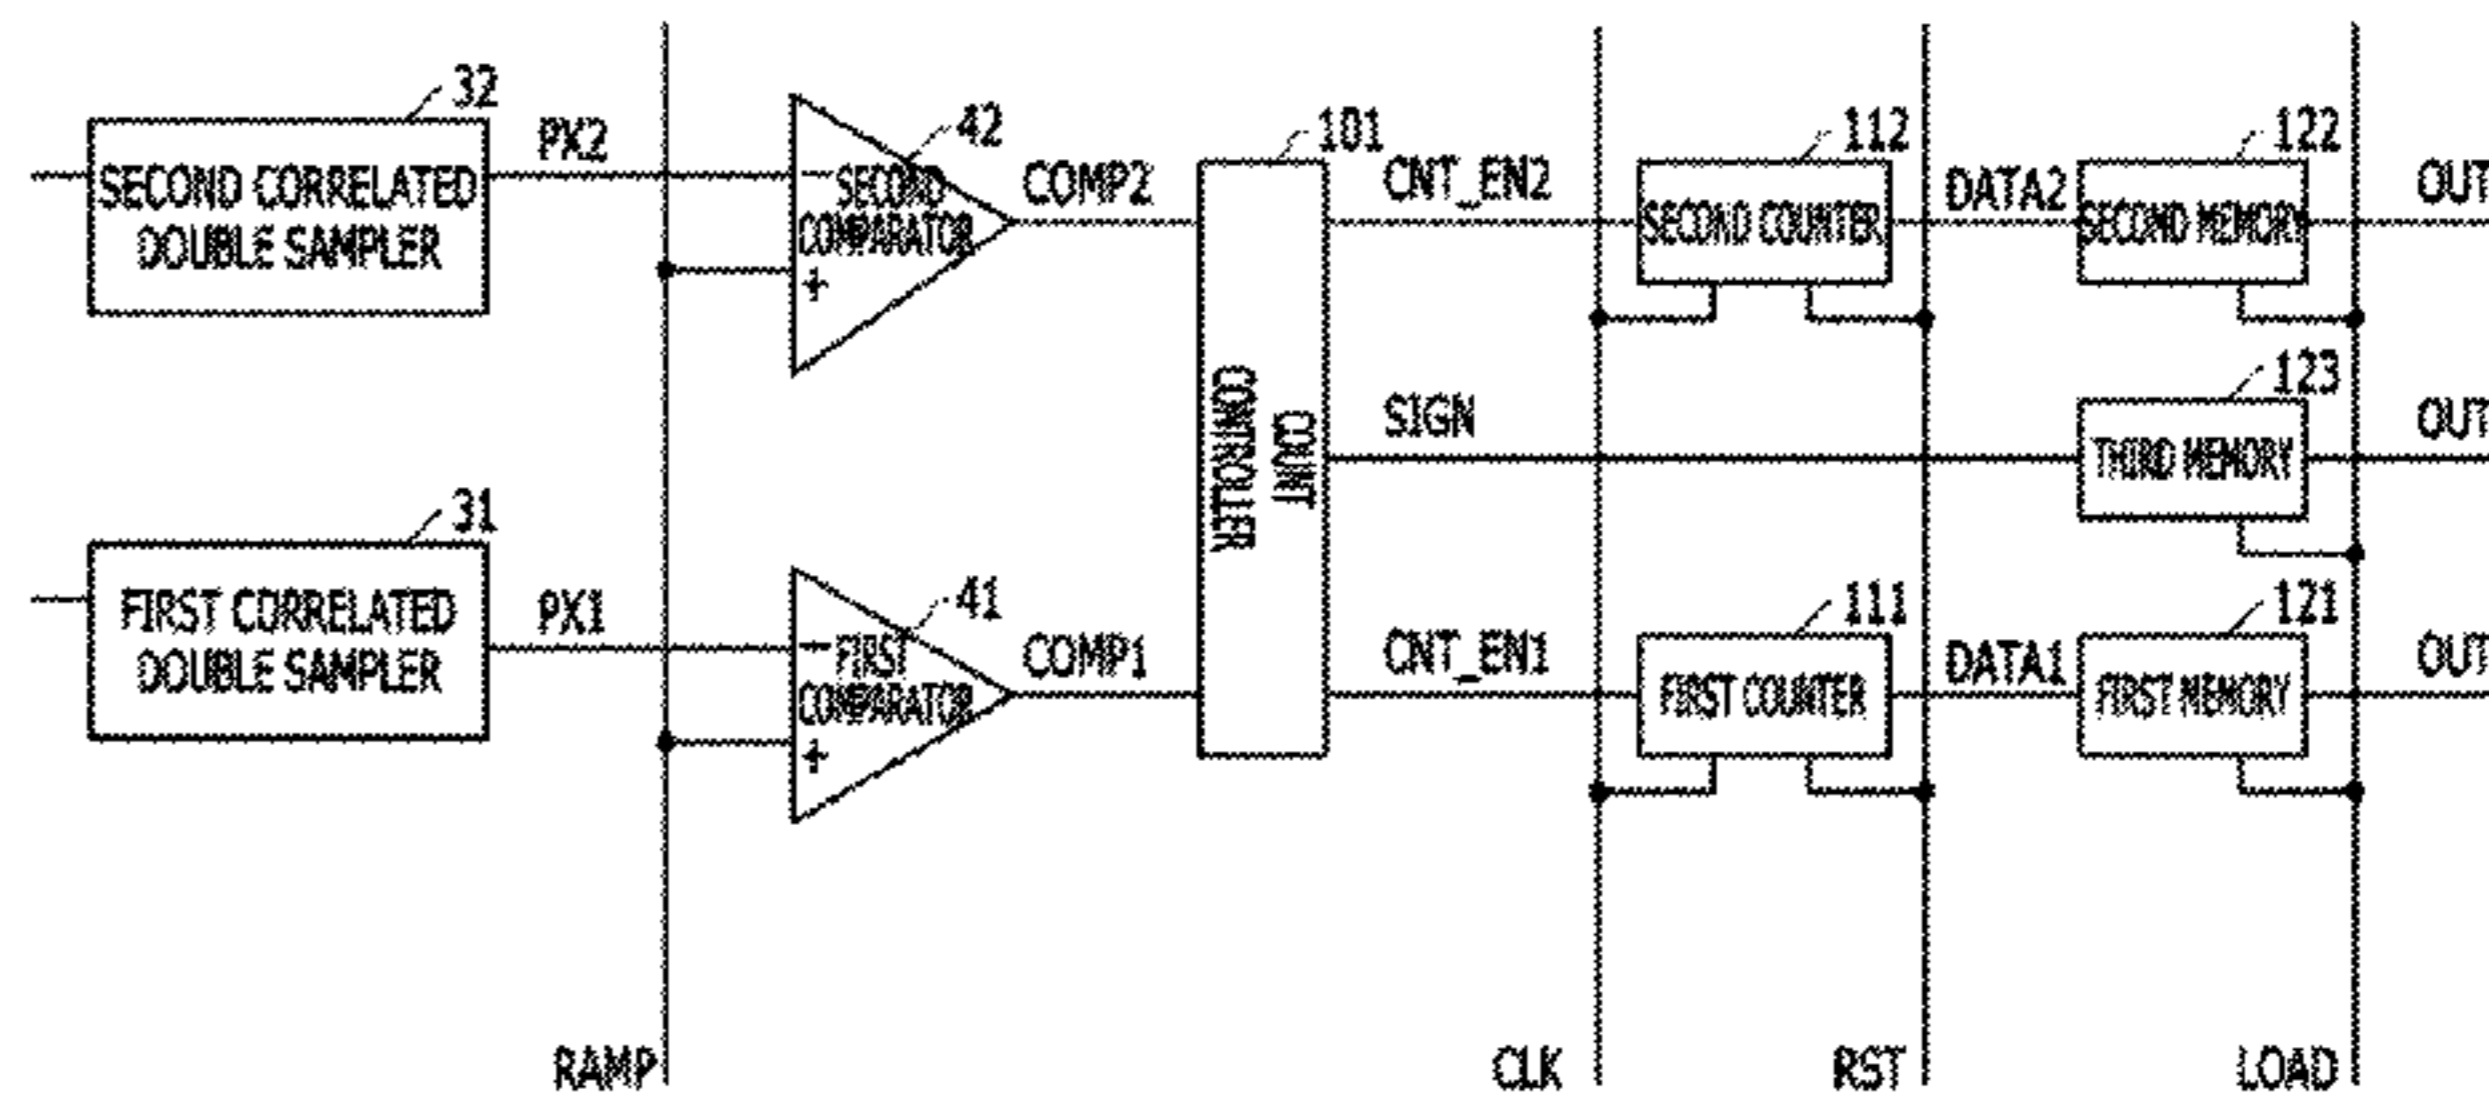 32
SECOND CORRELATED
DOUBLE SAMPLER
PX2
42
−
SECOND
COMPARATOR
+
COMP2
101
COUNT
CONTROLLER
CNT_EN2
112
SECOND COUNTER
DATA2
122
SECOND MEMORY
OUT
SIGN
123
THIRD MEMORY
OUT
31
FIRST CORRELATED
DOUBLE SAMPLER
PX1
41
−
FIRST
COMPARATOR
+
COMP1
CNT_EN1
111
FIRST COUNTER
DATA1
121
FIRST MEMORY
OUT
RAMP
CLK
RST
LOAD